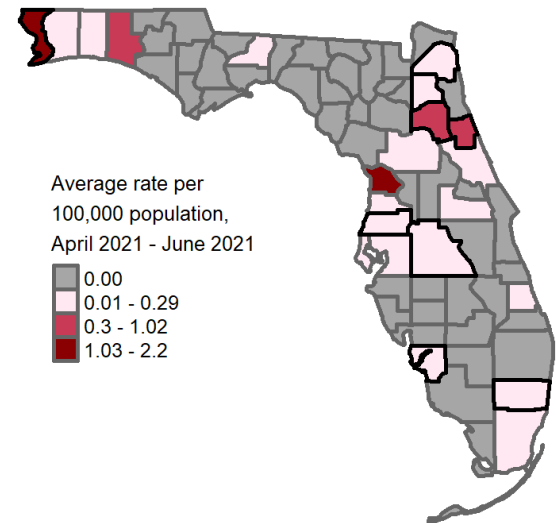 Average rate per
100,000 population,
April 2021 - June 2021
0.00
0.01 - 0.29
0.3 - 1.02
1.03 - 2.2